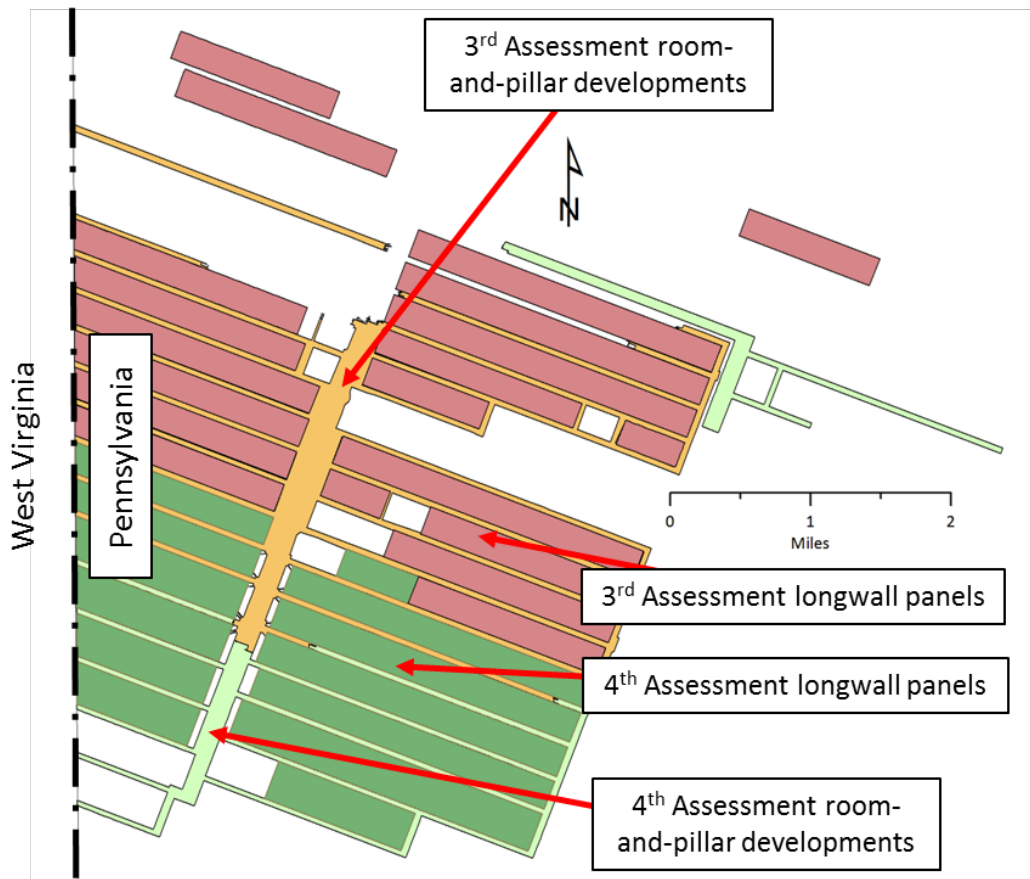 3rd Assessment room-
and-pillar developments
N
West Virginia
Pennsylvania
0
1
2
Miles
3rd Assessment longwall panels
4th Assessment longwall panels
4th Assessment room-
and-pillar developments